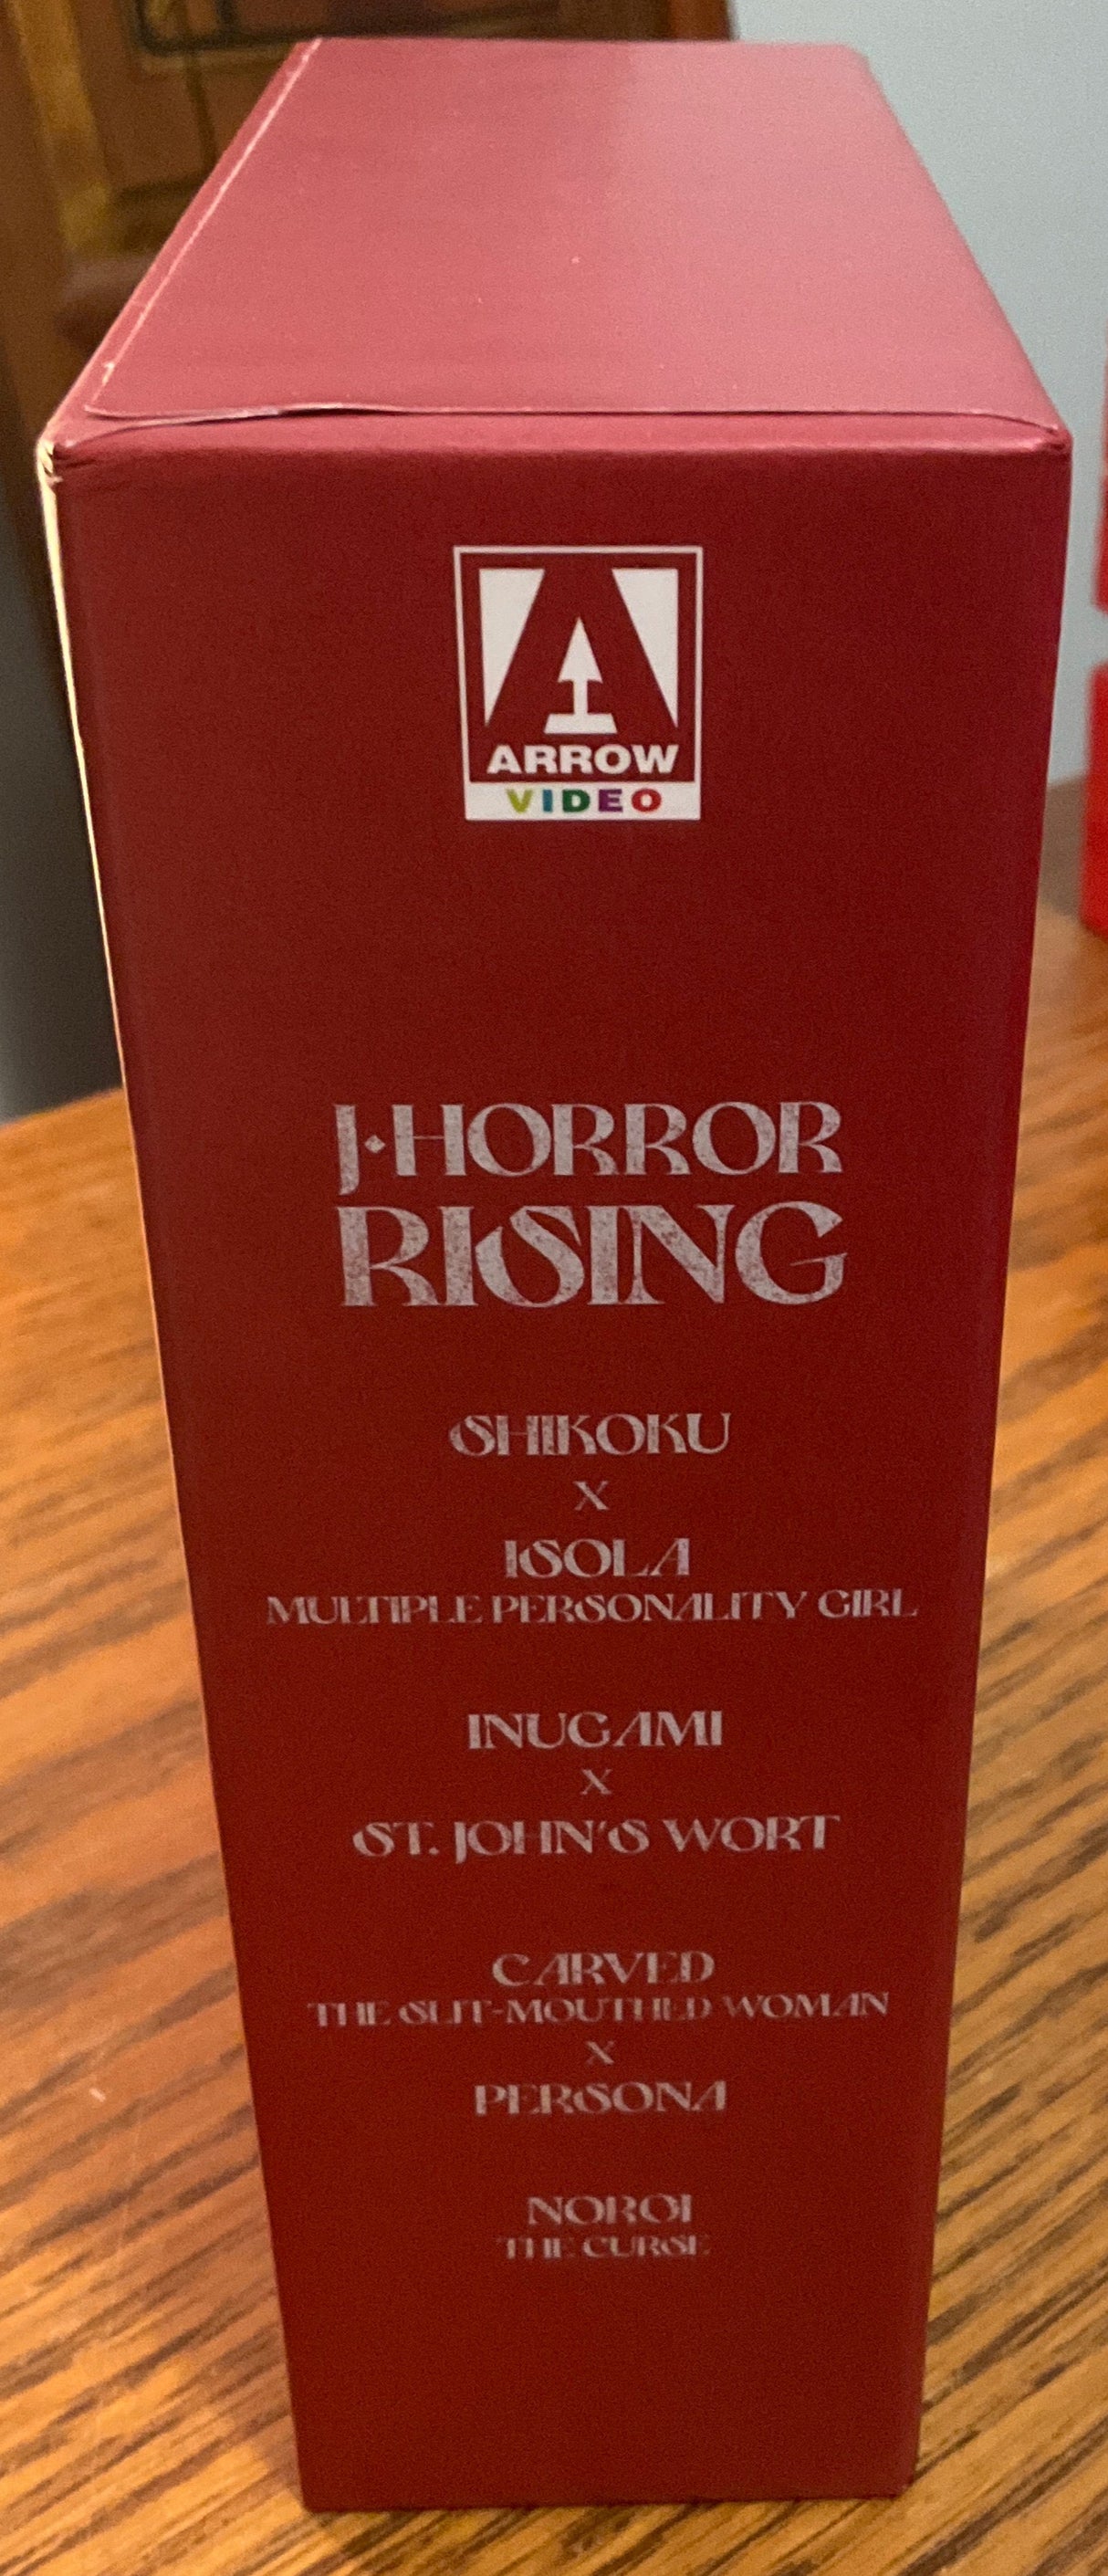 ARROW
VIDEO
J·HORROR
RISING
SHIKOKU
X
ISOLA
MULTIPLE PERSONALITY GIRL
INUGAMI
X
ST. JOHN'S WORT
CARVED
THE SLIT-MOUTHED WOMAN
X
PERSONA
NOROI
THE CURSE